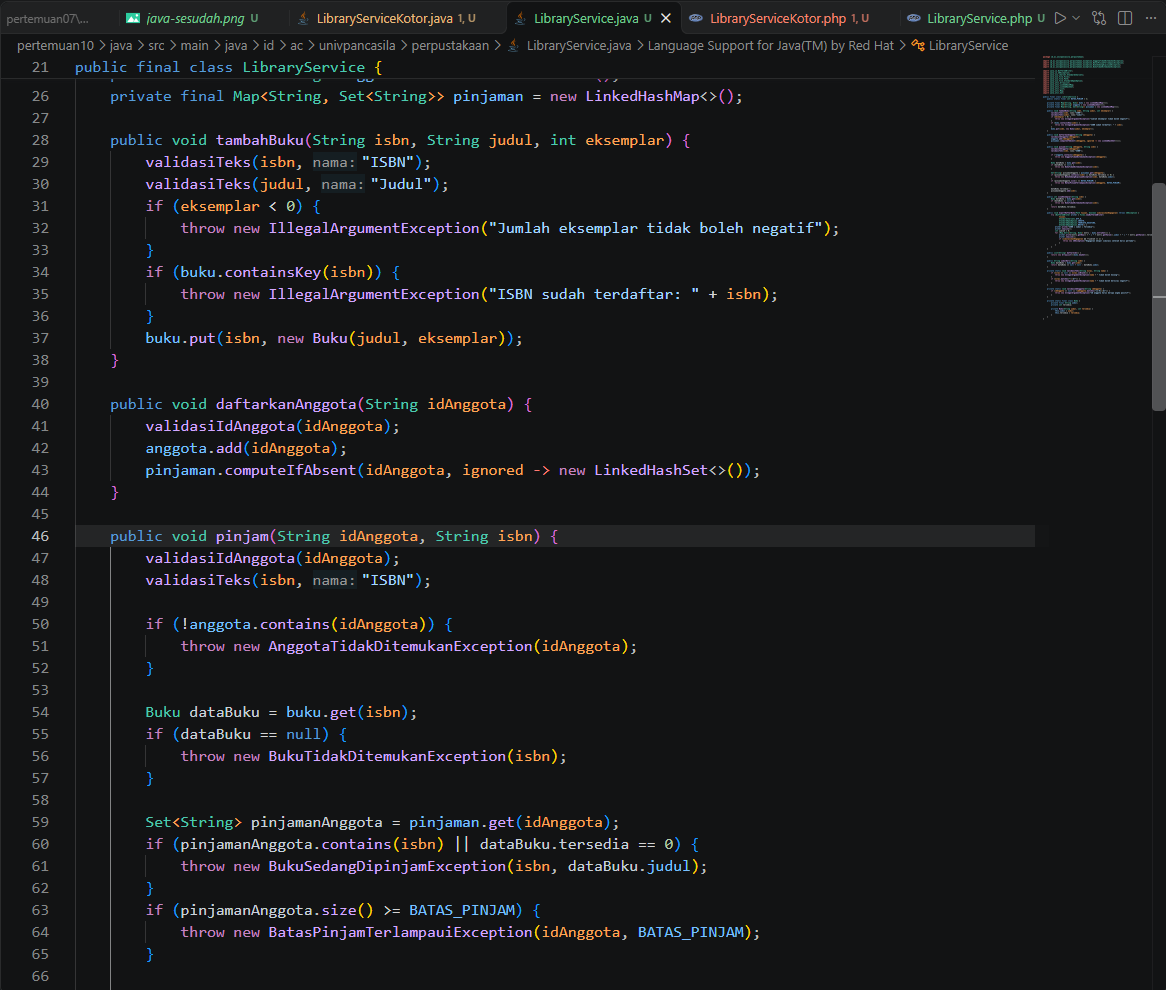 pertemuan07\... java-sesudah.png U LibraryServiceKotor.java 1, U LibraryService.java U LibraryServiceKotor.php 1, U LibraryService.php U
pertemuan10 > java > src > main > java > id > ac > univpancasila > perpustakaan > LibraryService.java > Language Support for Java(TM) by Red Hat > LibraryService
21 public final class LibraryService {
26 private final Map<String, Set<String>> pinjaman = new LinkedHashMap<>();
27
28 public void tambahBuku(String isbn, String judul, int eksemplar) {
29 validasiTeks(isbn, nama: "ISBN");
30 validasiTeks(judul, nama: "Judul");
31 if (eksemplar < 0) {
32 throw new IllegalArgumentException("Jumlah eksemplar tidak boleh negatif");
33 }
34 if (buku.containsKey(isbn)) {
35 throw new IllegalArgumentException("ISBN sudah terdaftar: " + isbn);
36 }
37 buku.put(isbn, new Buku(judul, eksemplar));
38 }
39
40 public void daftarkanAnggota(String idAnggota) {
41 validasiIdAnggota(idAnggota);
42 anggota.add(idAnggota);
43 pinjaman.computeIfAbsent(idAnggota, ignored -> new LinkedHashSet<>());
44 }
45
46 public void pinjam(String idAnggota, String isbn) {
47 validasiIdAnggota(idAnggota);
48 validasiTeks(isbn, nama: "ISBN");
49
50 if (!anggota.contains(idAnggota)) {
51 throw new AnggotaTidakDitemukanException(idAnggota);
52 }
53
54 Buku dataBuku = buku.get(isbn);
55 if (dataBuku == null) {
56 throw new BukuTidakDitemukanException(isbn);
57 }
58
59 Set<String> pinjamanAnggota = pinjaman.get(idAnggota);
60 if (pinjamanAnggota.contains(isbn) || dataBuku.tersedia == 0) {
61 throw new BukuSedangDipinjamException(isbn, dataBuku.judul);
62 }
63 if (pinjamanAnggota.size() >= BATAS_PINJAM) {
64 throw new BatasPinjamTerlampauiException(idAnggota, BATAS_PINJAM);
65 }
66